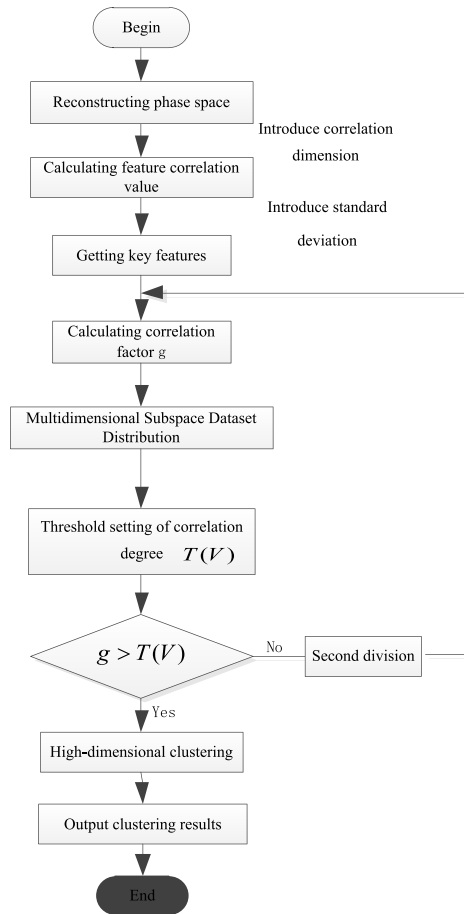 Begin
Reconstructing phase space
Introduce correlation
dimension
Calculating feature correlation
value
Introduce standard
deviation
Getting key features
Calculating correlation
factor g
Multidimensional Subspace Dataset
Distribution
Threshold setting of correlation
degree T(V)
g > T(V)
No
Second division
Yes
High-dimensional clustering
Output clustering results
End